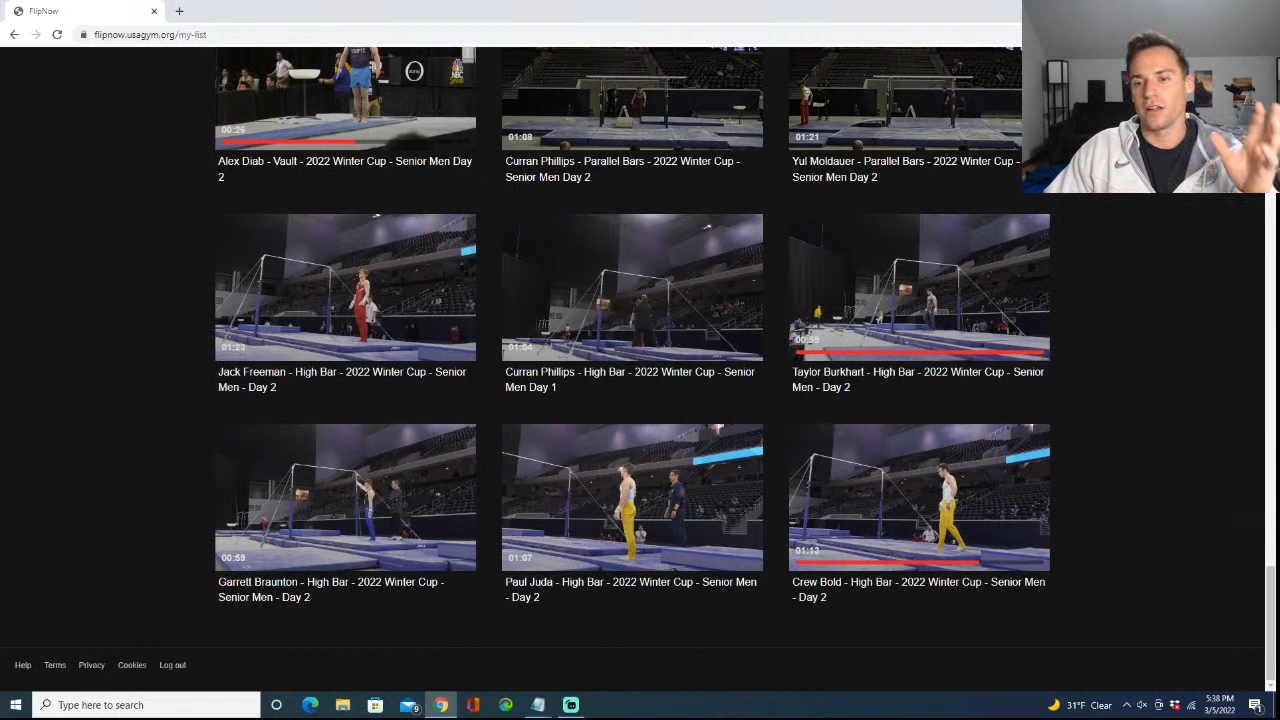 FlipNow
flipnow.usagym.org/my-list
NBC
00:26
01:08
01:21
Alex Diab - Vault - 2022 Winter Cup - Senior Men Day
2
Curran Phillips - Parallel Bars - 2022 Winter Cup -
Senior Men Day 2
Yul Moldauer - Parallel Bars - 2022 Winter Cup -
Senior Men Day 2
01:23
01:04
00:59
Jack Freeman - High Bar - 2022 Winter Cup - Senior
Men - Day 2
Curran Phillips - High Bar - 2022 Winter Cup - Senior
Men Day 1
Taylor Burkhart - High Bar - 2022 Winter Cup - Senior
Men - Day 2
00:59
01:07
01:13
Garrett Braunton - High Bar - 2022 Winter Cup -
Senior Men - Day 2
Paul Juda - High Bar - 2022 Winter Cup - Senior Men
- Day 2
Crew Bold - High Bar - 2022 Winter Cup - Senior Men
- Day 2
Help Terms Privacy Cookies Log out
Type here to search
9
31°F Clear
5:38 PM
3/5/2022
1